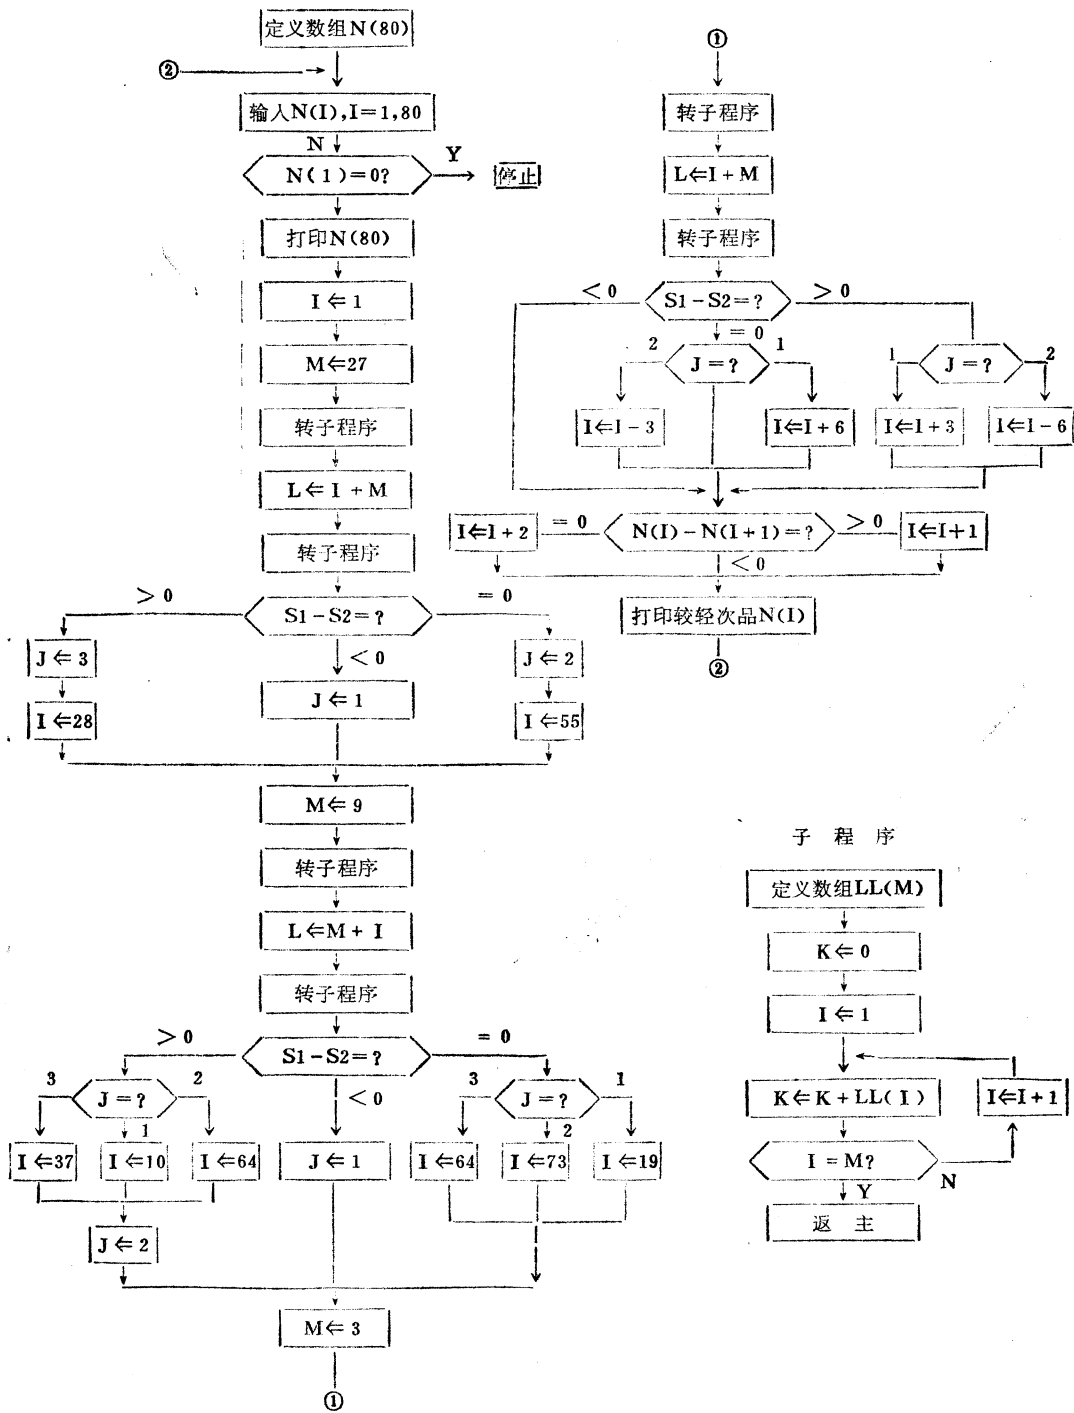 定义数组N(80)
②
输入N(I),I=1,80
N
N(1)=0?
Y
停止
打印N(80)
I⇐1
M⇐27
转子程序
L⇐I+M
转子程序
S1-S2=?
>0
=0
<0
J⇐3
J⇐1
J⇐2
I⇐28
I⇐55
M⇐9
转子程序
L⇐M+I
转子程序
S1-S2=?
>0
=0
<0
3
J=?
2
1
3
J=?
1
2
I⇐37
I⇐10
I⇐64
J⇐1
I⇐64
I⇐73
I⇐19
J⇐2
M⇐3
①
①
转子程序
L⇐I+M
转子程序
<0
S1-S2=?
>0
=0
2
J=?
1
1
J=?
2
I⇐I-3
I⇐I+6
I⇐I+3
I⇐I-6
I⇐I+2
=0
N(I)-N(I+1)=?
>0
I⇐I+1
<0
打印较轻次品N(I)
②
子 程 序
定义数组LL(M)
K⇐0
I⇐1
K⇐K+LL(I)
I⇐I+1
I=M?
N
Y
返 主